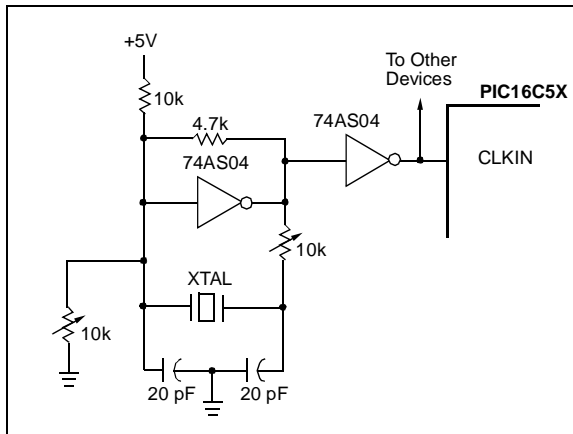 +5V
10k
4.7k
74AS04
74AS04
To Other
Devices
PIC16C5X
CLKIN
10k
XTAL
10k
20 pF
20 pF